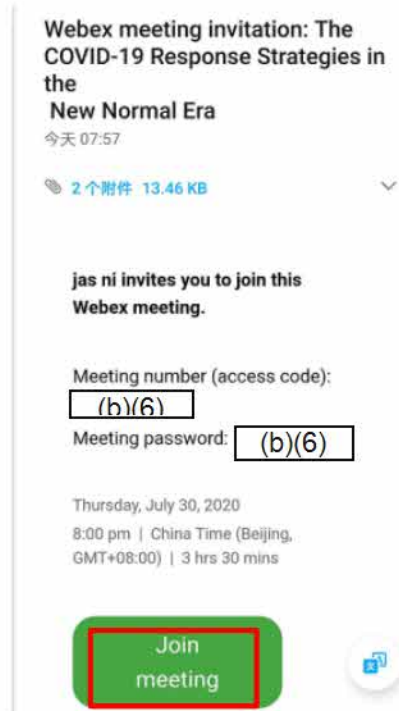 Webex meeting invitation: The
COVID-19 Response Strategies in
the
New Normal Era
今天 07:57
2 个附件 13.46 KB
jas ni invites you to join this
Webex meeting.
Meeting number (access code):
(b)(6)
Meeting password: (b)(6)
Thursday, July 30, 2020
8:00 pm | China Time (Beijing,
GMT+08:00) | 3 hrs 30 mins
Join
meeting